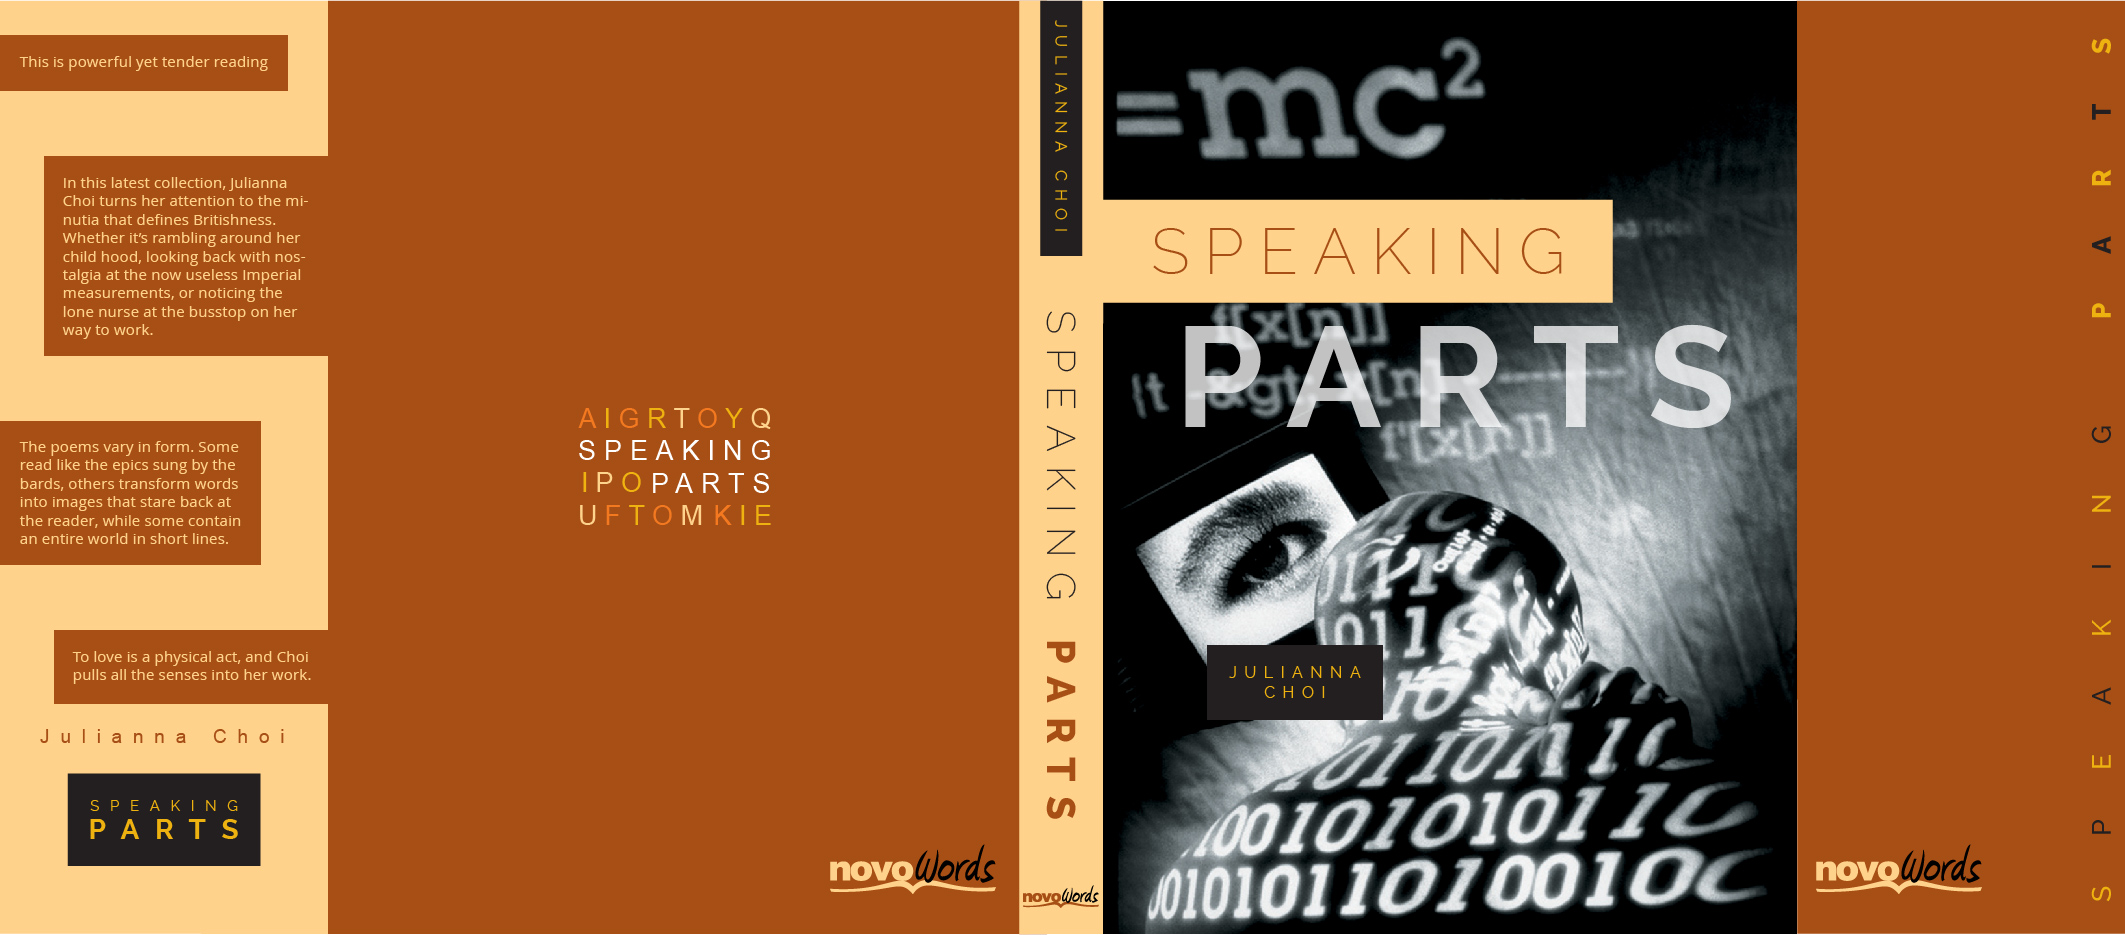 This is powerful yet tender reading
In this latest collection, Julianna
Choi turns her attention to the mi-
nutia that defines Britishness.
Whether it's rambling around her
child hood, looking back with nos-
talgia at the now useless Imperial
measurements, or noticing the
lone nurse at the busstop on her
way to work.
The poems vary in form. Some
read like the epics sung by the
bards, others transform words
into images that stare back at
the reader, while some contain
an entire world in short lines.
To love is a physical act, and Choi
pulls all the senses into her work.
Julianna Choi
SPEAKING
PARTS
AIGRTOYQ
SPEAKING
IPOPARTS
UFTOMKIE
novoWords
JULIANNA CHOI
SPEAKING PARTS
novoWords
=mc²
SPEAKING
f[x[n]]
PARTS
f'[x[n]]
JULIANNA
CHOI
novoWords
SPEAKING PARTS